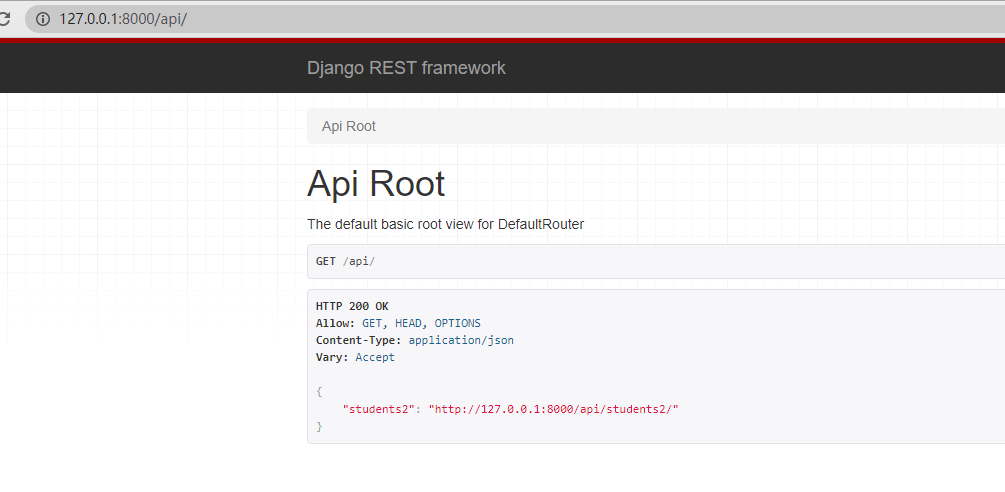 127.0.0.1:8000/api/
Django REST framework
Api Root
Api Root
The default basic root view for DefaultRouter
GET /api/
HTTP 200 OK
Allow: GET, HEAD, OPTIONS
Content-Type: application/json
Vary: Accept
{
"students2": "http://127.0.0.1:8000/api/students2/"
}